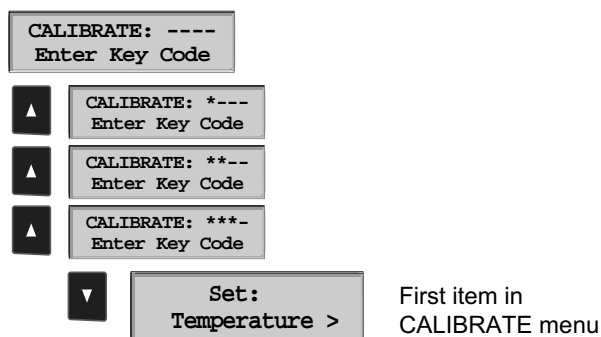 CALIBRATE: ----
Enter Key Code
CALIBRATE: *---
Enter Key Code
CALIBRATE: **--
Enter Key Code
CALIBRATE: ***-
Enter Key Code
Set:
Temperature >
First item in
CALIBRATE menu